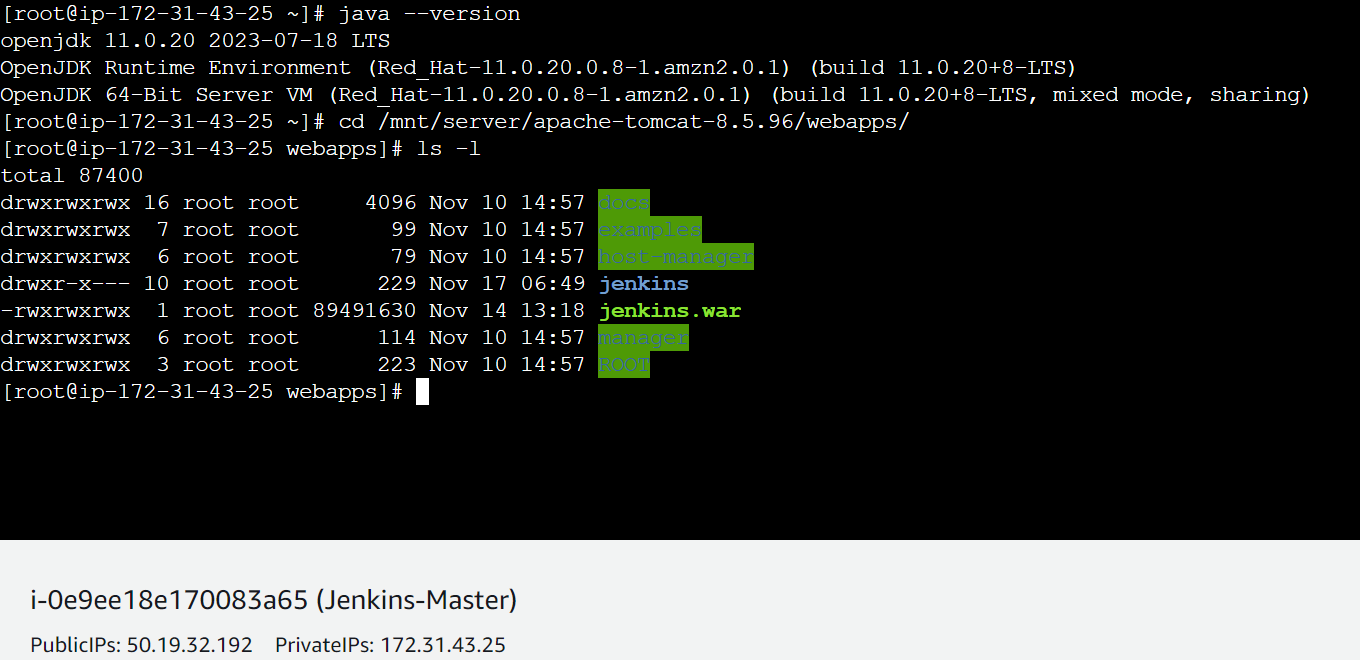 [root@ip-172-31-43-25 ~]# java --version
openjdk 11.0.20 2023-07-18 LTS
OpenJDK Runtime Environment (Red_Hat-11.0.20.0.8-1.amzn2.0.1) (build 11.0.20+8-LTS)
OpenJDK 64-Bit Server VM (Red_Hat-11.0.20.0.8-1.amzn2.0.1) (build 11.0.20+8-LTS, mixed mode, sharing)
[root@ip-172-31-43-25 ~]# cd /mnt/server/apache-tomcat-8.5.96/webapps/
[root@ip-172-31-43-25 webapps]# ls -l
total 87400
drwxrwxrwx 16 root root     4096 Nov 10 14:57 docs
drwxrwxrwx  7 root root       99 Nov 10 14:57 examples
drwxrwxrwx  6 root root       79 Nov 10 14:57 host-manager
drwxr-x--- 10 root root      229 Nov 17 06:49 jenkins
-rwxrwxrwx  1 root root 89491630 Nov 14 13:18 jenkins.war
drwxrwxrwx  6 root root      114 Nov 10 14:57 manager
drwxrwxrwx  3 root root      223 Nov 10 14:57 ROOT
[root@ip-172-31-43-25 webapps]#
i-0e9ee18e170083a65 (Jenkins-Master)
PublicIPs: 50.19.32.192    PrivateIPs: 172.31.43.25